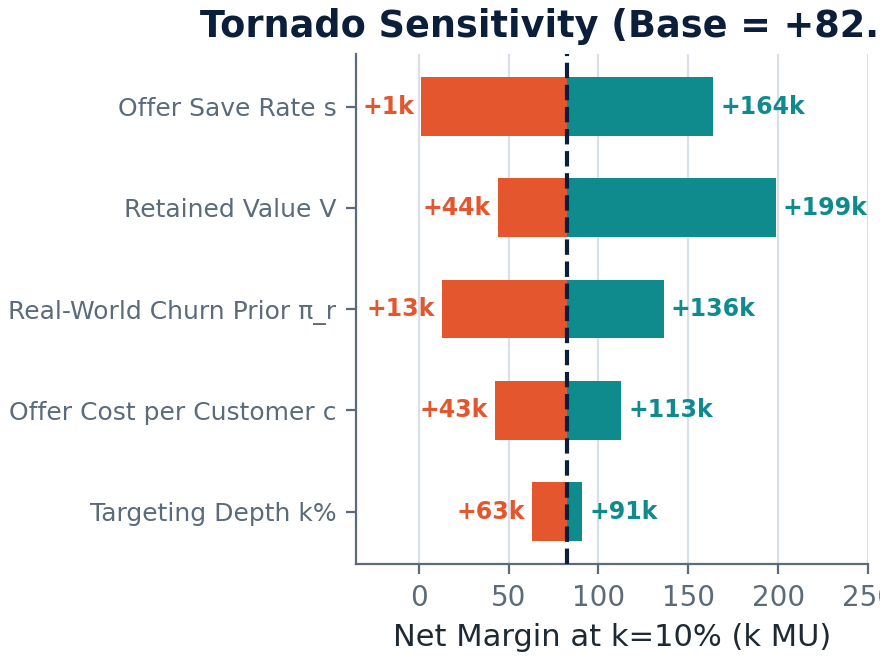 Tornado Sensitivity (Base = +82.
Offer Save Rate s +1k +164k
Retained Value V +44k +199k
Real-World Churn Prior π_r +13k +136k
Offer Cost per Customer c +43k +113k
Targeting Depth k% +63k +91k
0 50 100 150 200 250
Net Margin at k=10% (k MU)